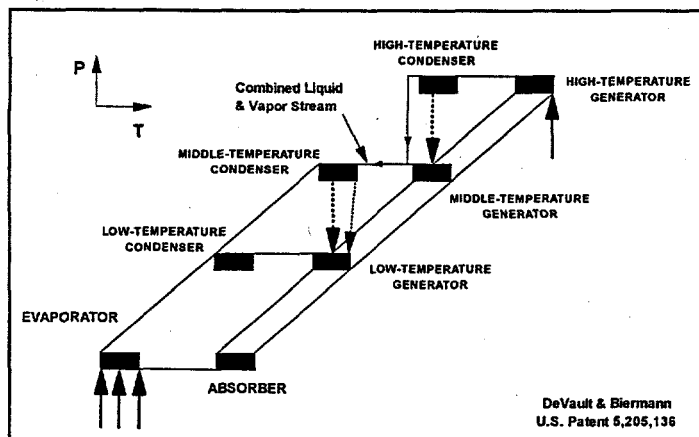 HIGH-TEMPERATURE
CONDENSER
P
Combined Liquid
& Vapor Stream
HIGH-TEMPERATURE
GENERATOR
T
MIDDLE-TEMPERATURE
CONDENSER
MIDDLE-TEMPERATURE
GENERATOR
LOW-TEMPERATURE
CONDENSER
LOW-TEMPERATURE
GENERATOR
EVAPORATOR
ABSORBER
DeVault & Biermann
U.S. Patent 5,205,136